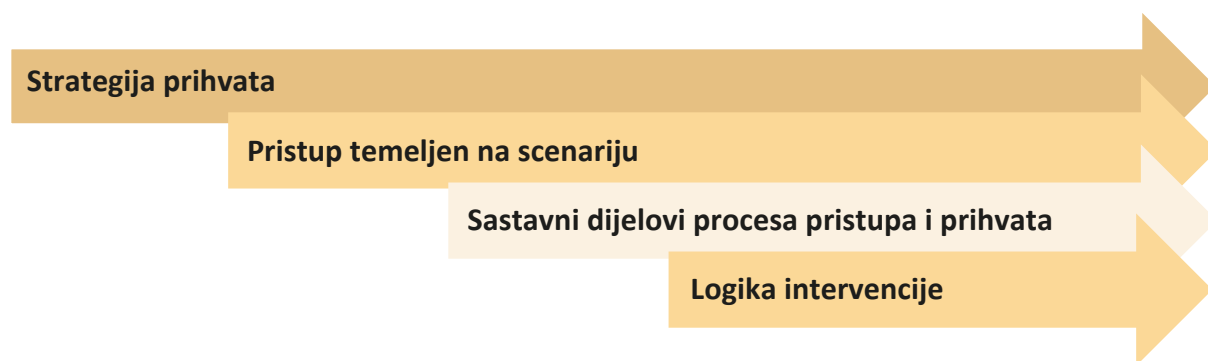 Strategija prihvata
Pristup temeljen na scenariju
Sastavni dijelovi procesa pristupa i prihvata
Logika intervencije